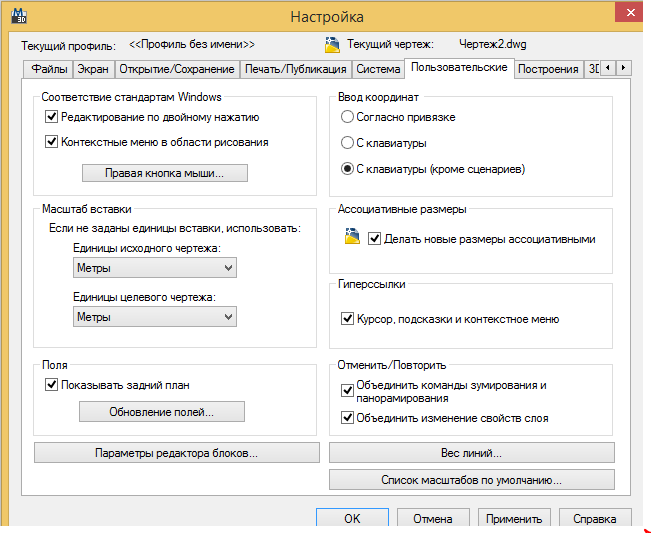 Настройка
Текущий профиль: <<Профиль без имени>> Текущий чертеж: Чертеж2.dwg
Файлы Экран Открытие/Сохранение Печать/Публикация Система Пользовательские Построения 3D
Соответствие стандартам Windows
Редактирование по двойному нажатию
Контекстные меню в области рисования
Правая кнопка мыши...
Масштаб вставки
Если не заданы единицы вставки, использовать:
Единицы исходного чертежа:
Метры
Единицы целевого чертежа:
Метры
Поля
Показывать задний план
Обновление полей...
Параметры редактора блоков...
Ввод координат
Согласно привязке
С клавиатуры
С клавиатуры (кроме сценариев)
Ассоциативные размеры
Делать новые размеры ассоциативными
Гиперссылки
Курсор, подсказки и контекстное меню
Отменить/Повторить
Объединить команды зумирования и
панорамирования
Объединить изменение свойств слоя
Вес линий...
Список масштабов по умолчанию...
OK Отмена Применить Справка